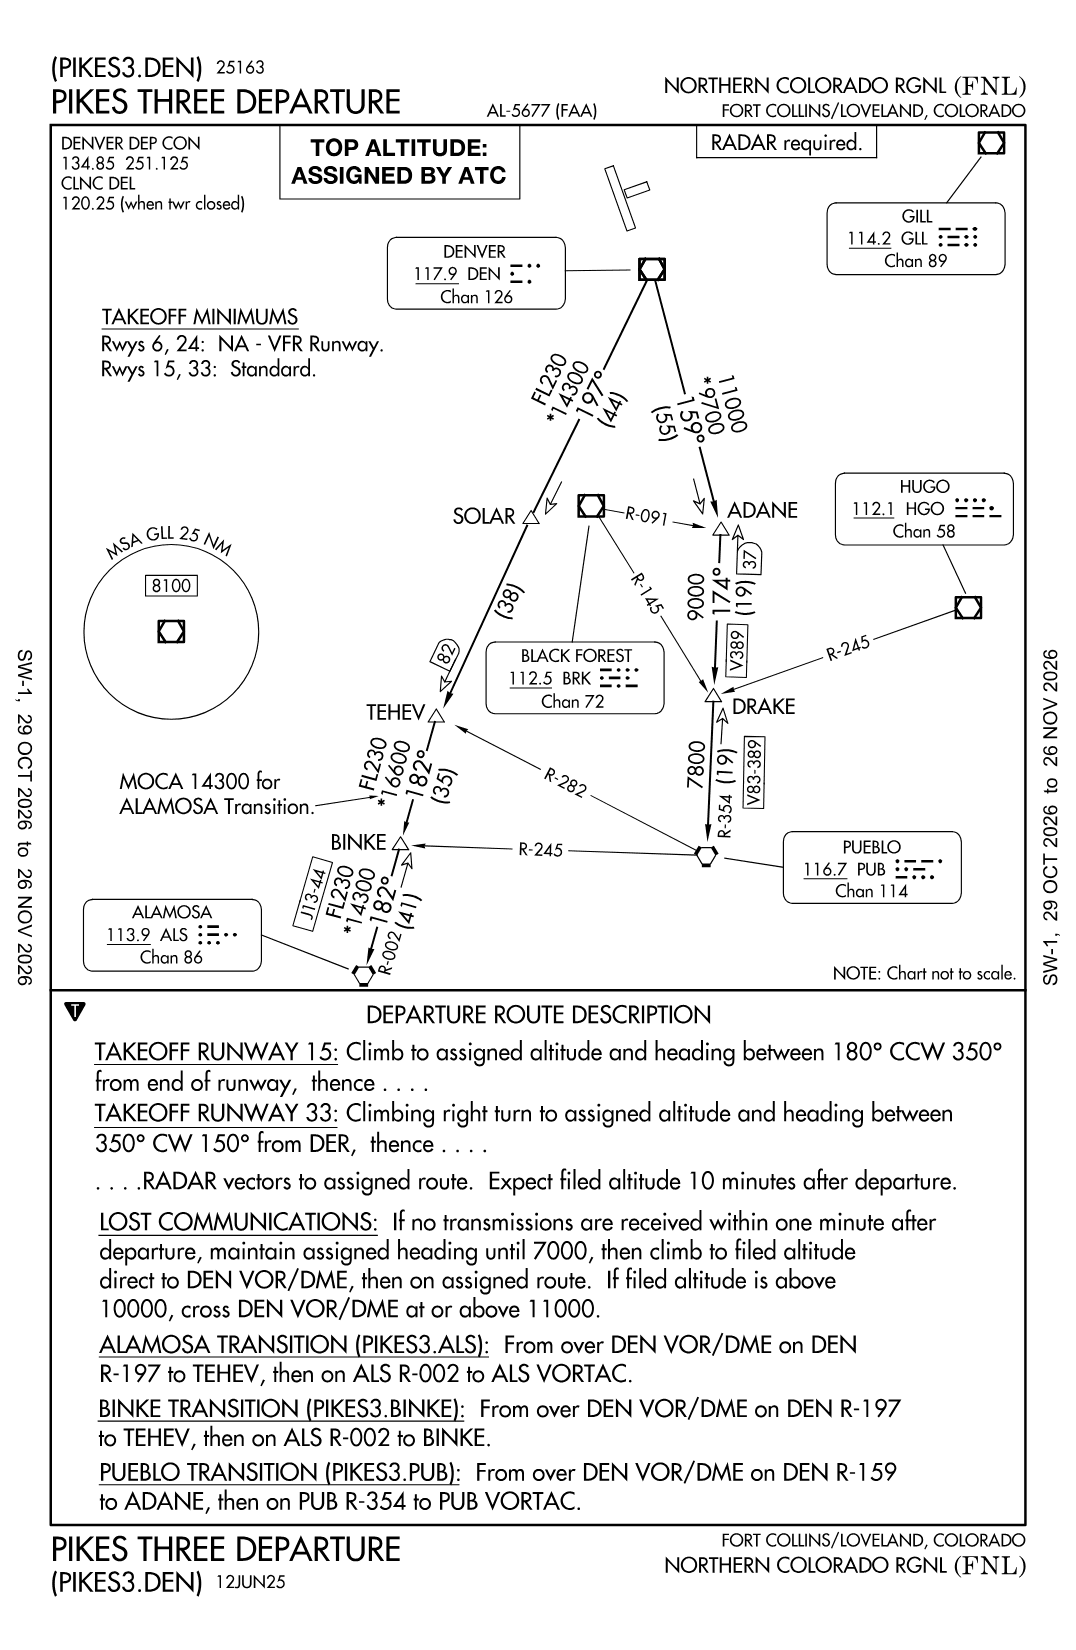 (PIKES3.DEN) 25163
PIKES THREE DEPARTURE
AL-5677 (FAA)
NORTHERN COLORADO RGNL (FNL)
FORT COLLINS/LOVELAND, COLORADO
DENVER DEP CON
134.85 251.125
CLNC DEL
120.25 (when twr closed)
TOP ALTITUDE:
ASSIGNED BY ATC
RADAR required.
GILL
114.2 GLL
Chan 89
DENVER
117.9 DEN
Chan 126
TAKEOFF MINIMUMS
Rwys 6, 24: NA - VFR Runway.
Rwys 15, 33: Standard.
FL230
*14300
197°
(44)
11000
*9700
159°
(55)
HUGO
112.1 HGO
Chan 58
SOLAR
R-091
ADANE
MSA GLL 25 NM
8100
37
9000
174°
(19)
(38)
R-145
V389
R-245
82
BLACK FOREST
112.5 BRK
Chan 72
TEHEV
DRAKE
FL230
*16600
182°
(35)
R-282
7800
R-354 (19)
V83-389
MOCA 14300 for
ALAMOSA Transition.
BINKE
R-245
PUEBLO
116.7 PUB
Chan 114
J13-44
FL230
*14300
182°
(41)
R-002
ALAMOSA
113.9 ALS
Chan 86
NOTE: Chart not to scale.
SW-1, 29 OCT 2026 to 26 NOV 2026
SW-1, 29 OCT 2026 to 26 NOV 2026
T
DEPARTURE ROUTE DESCRIPTION
TAKEOFF RUNWAY 15: Climb to assigned altitude and heading between 180° CCW 350°
from end of runway, thence . . . .
TAKEOFF RUNWAY 33: Climbing right turn to assigned altitude and heading between
350° CW 150° from DER, thence . . . .
. . . .RADAR vectors to assigned route. Expect filed altitude 10 minutes after departure.
LOST COMMUNICATIONS: If no transmissions are received within one minute after
departure, maintain assigned heading until 7000, then climb to filed altitude
direct to DEN VOR/DME, then on assigned route. If filed altitude is above
10000, cross DEN VOR/DME at or above 11000.
ALAMOSA TRANSITION (PIKES3.ALS): From over DEN VOR/DME on DEN
R-197 to TEHEV, then on ALS R-002 to ALS VORTAC.
BINKE TRANSITION (PIKES3.BINKE): From over DEN VOR/DME on DEN R-197
to TEHEV, then on ALS R-002 to BINKE.
PUEBLO TRANSITION (PIKES3.PUB): From over DEN VOR/DME on DEN R-159
to ADANE, then on PUB R-354 to PUB VORTAC.
PIKES THREE DEPARTURE
(PIKES3.DEN) 12JUN25
FORT COLLINS/LOVELAND, COLORADO
NORTHERN COLORADO RGNL (FNL)